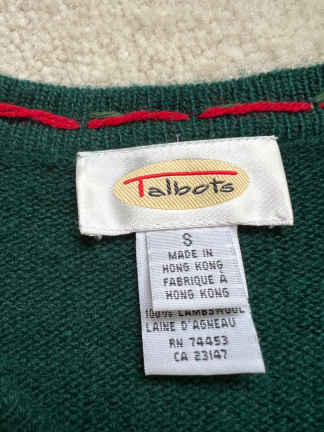 Talbots
S
MADE IN
HONG KONG
FABRIQUÉ À
HONG KONG
100% LAMBSWOOL
LAINE D'AGNEAU
RN 74453
CA 23147